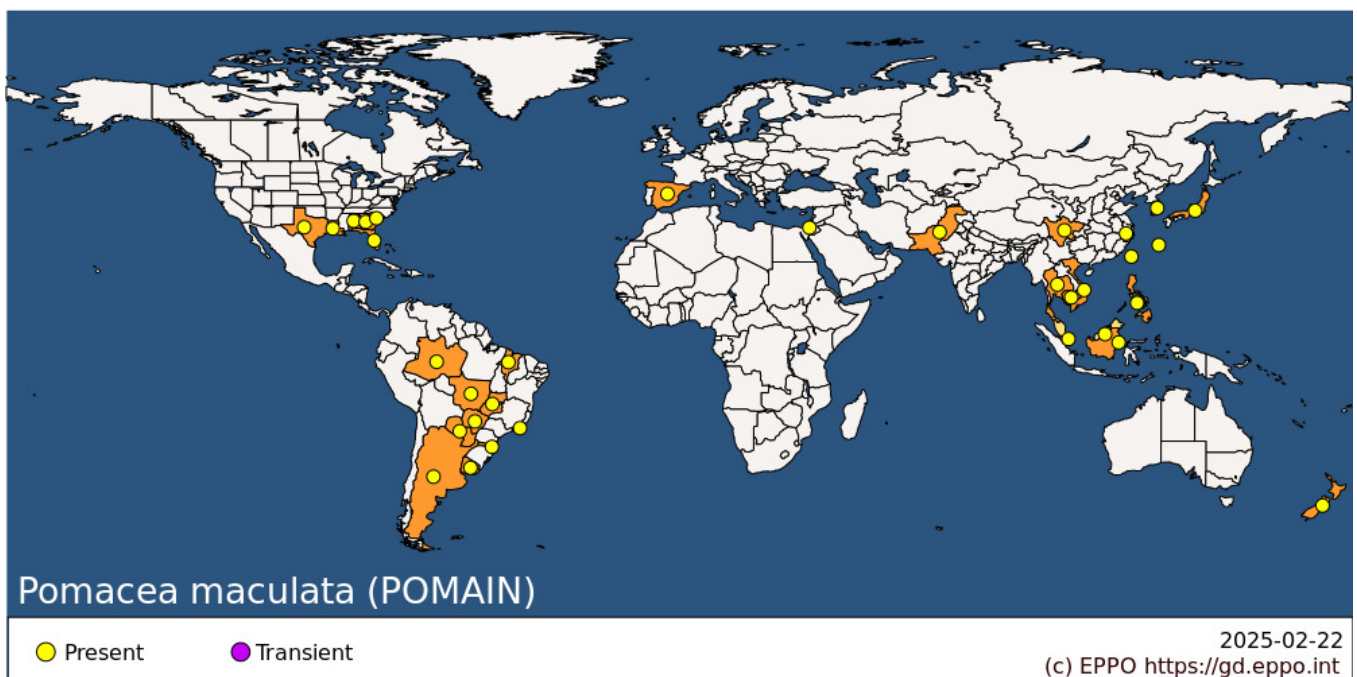 Pomacea maculata (POMAIN)
Present
Transient
2025-02-22
(c) EPPO https://gd.eppo.int